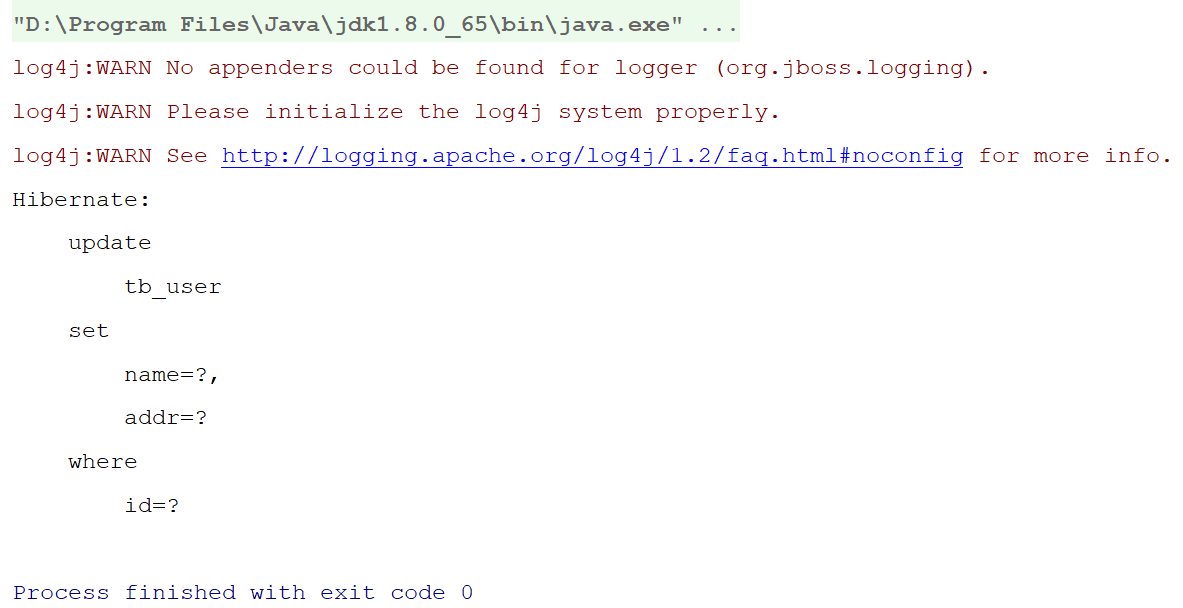 "D:\Program Files\Java\jdk1.8.0_65\bin\java.exe" ...
log4j:WARN No appenders could be found for logger (org.jboss.logging).
log4j:WARN Please initialize the log4j system properly.
log4j:WARN See http://logging.apache.org/log4j/1.2/faq.html#noconfig for more info.
Hibernate:
    update
        tb_user
    set
        name=?,
        addr=?
    where
        id=?
Process finished with exit code 0